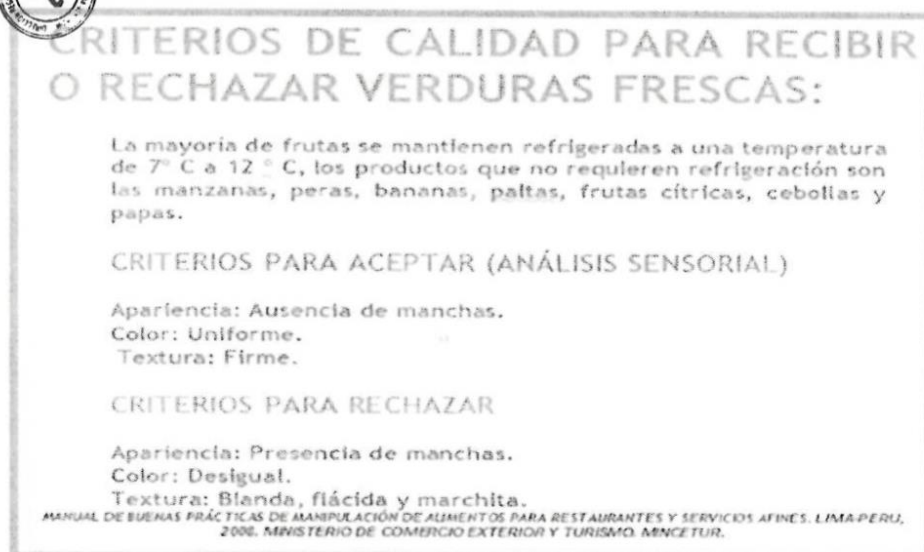 CRITERIOS DE CALIDAD PARA RECIBIR
O RECHAZAR VERDURAS FRESCAS:
La mayoría de frutas se mantienen refrigeradas a una temperatura
de 7° C a 12 ° C, los productos que no requieren refrigeración son
las manzanas, peras, bananas, paltas, frutas cítricas, cebollas y
papas.
CRITERIOS PARA ACEPTAR (ANÁLISIS SENSORIAL)
Apariencia: Ausencia de manchas.
Color: Uniforme.
Textura: Firme.
CRITERIOS PARA RECHAZAR
Apariencia: Presencia de manchas.
Color: Desigual.
Textura: Blanda, flácida y marchita.
MANUAL DE BUENAS PRÁCTICAS DE MANIPULACIÓN DE ALIMENTOS PARA RESTAURANTES Y SERVICIOS AFINES. LIMA-PERU,
2008. MINISTERIO DE COMERCIO EXTERIOR Y TURISMO. MINCETUR.